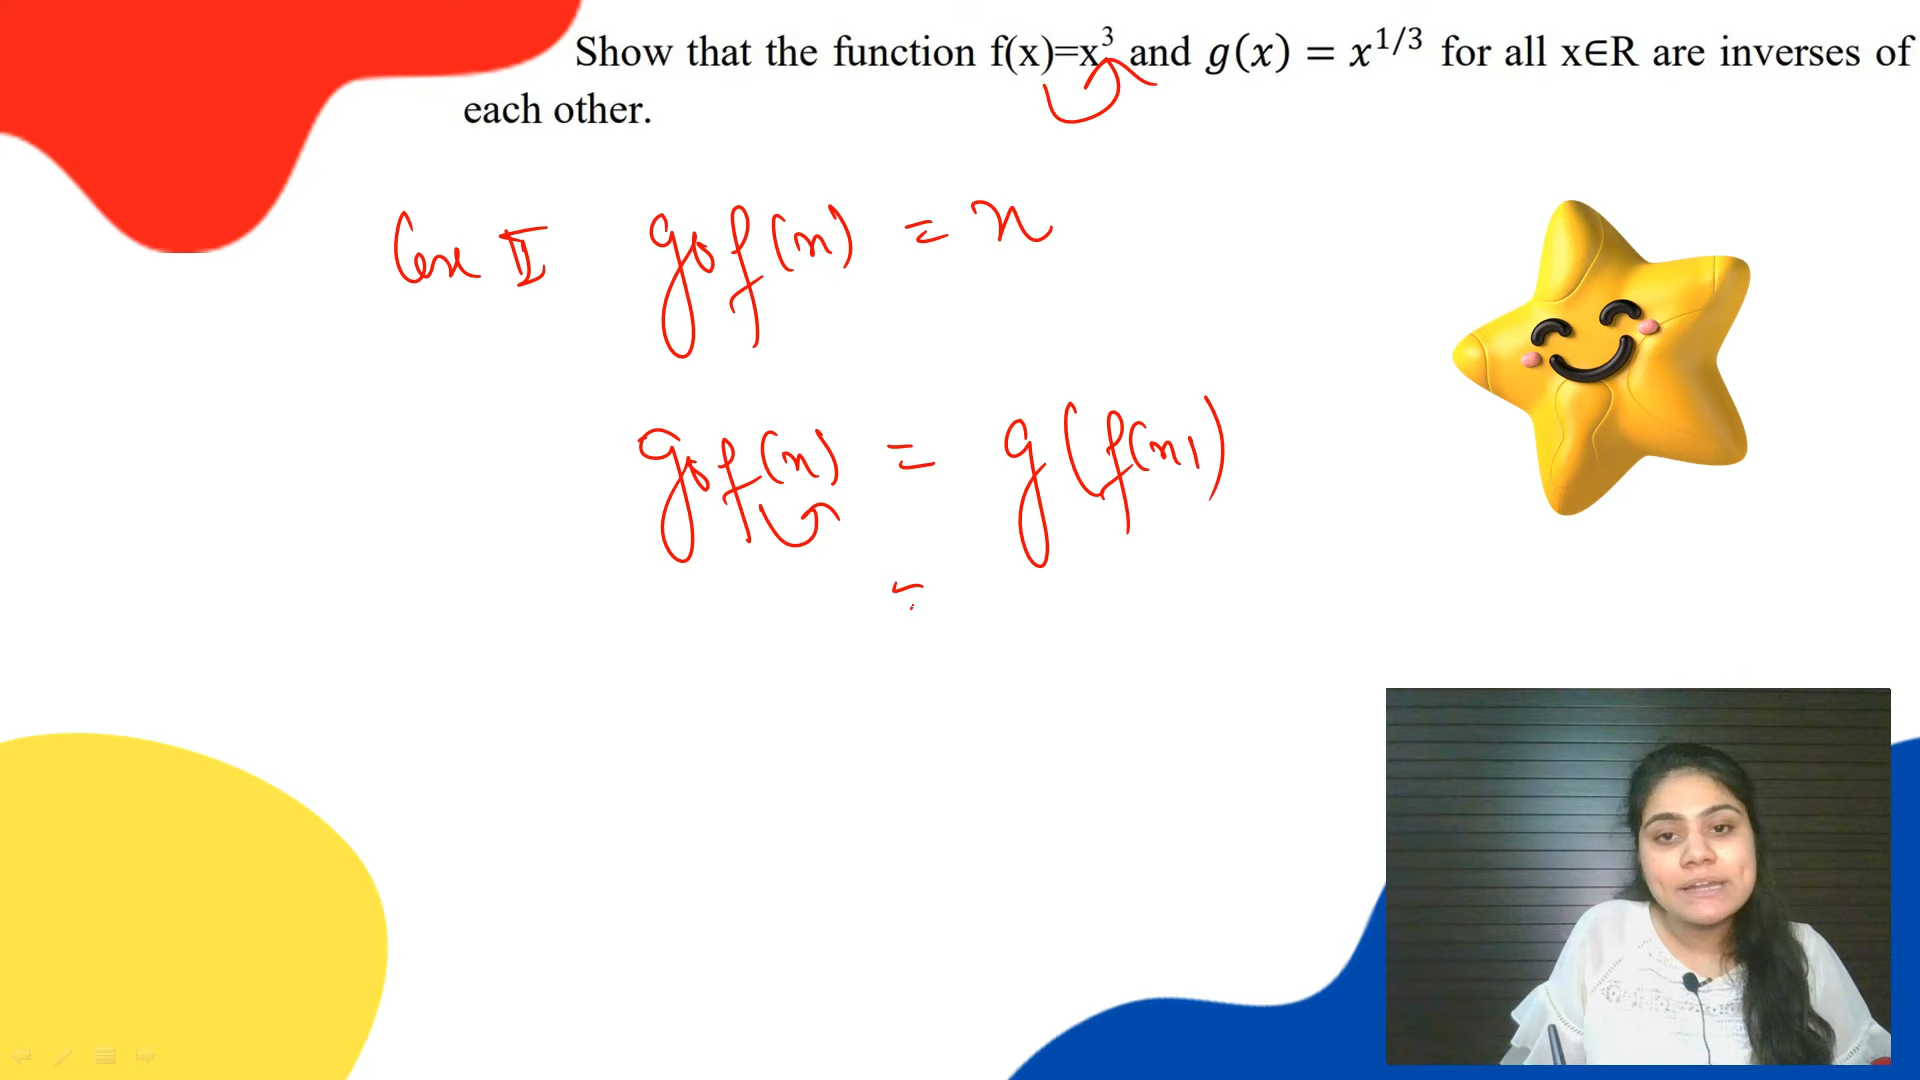 Show that the function f(x)=x³ and g(x) = x^{1/3} for all x∈R are inverses of
each other.
Case II gof(x) = x
gof(x) = g(f(x))
=